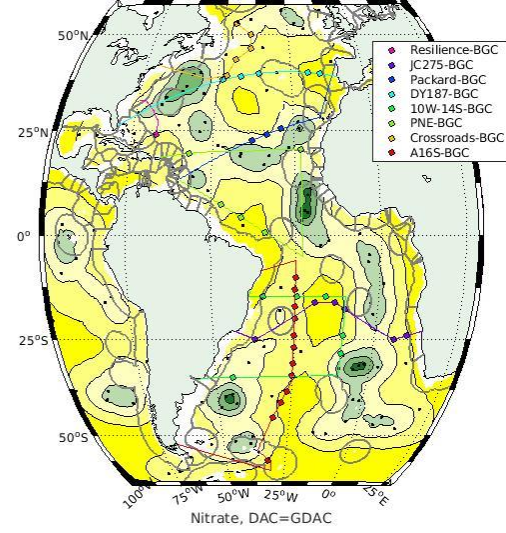 50°N
25°N
0°
25°S
50°S
Resilience-BGC
JC275-BGC
Packard-BGC
DY187-BGC
10W-14S-BGC
PNE-BGC
Crossroads-BGC
A16S-BGC
100°W 75°W 50°W 25°W 0° 25°E
Nitrate, DAC=GDAC